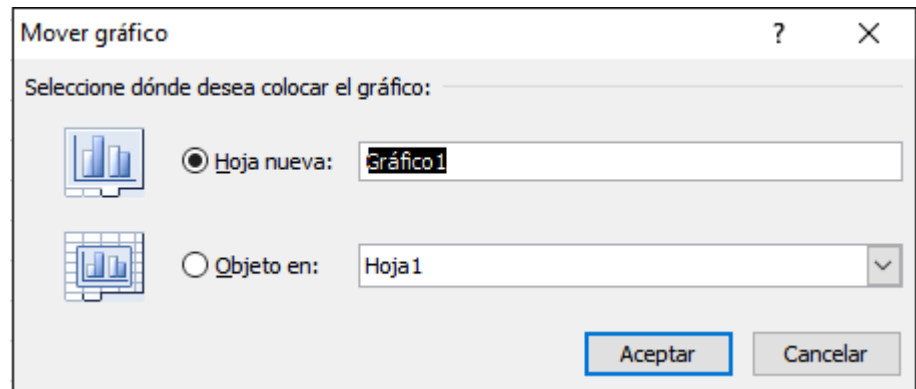 Mover gráfico ?
Seleccione dónde desea colocar el gráfico:
Hoja nueva: Gráfico1
Objeto en: Hoja1
Aceptar Cancelar